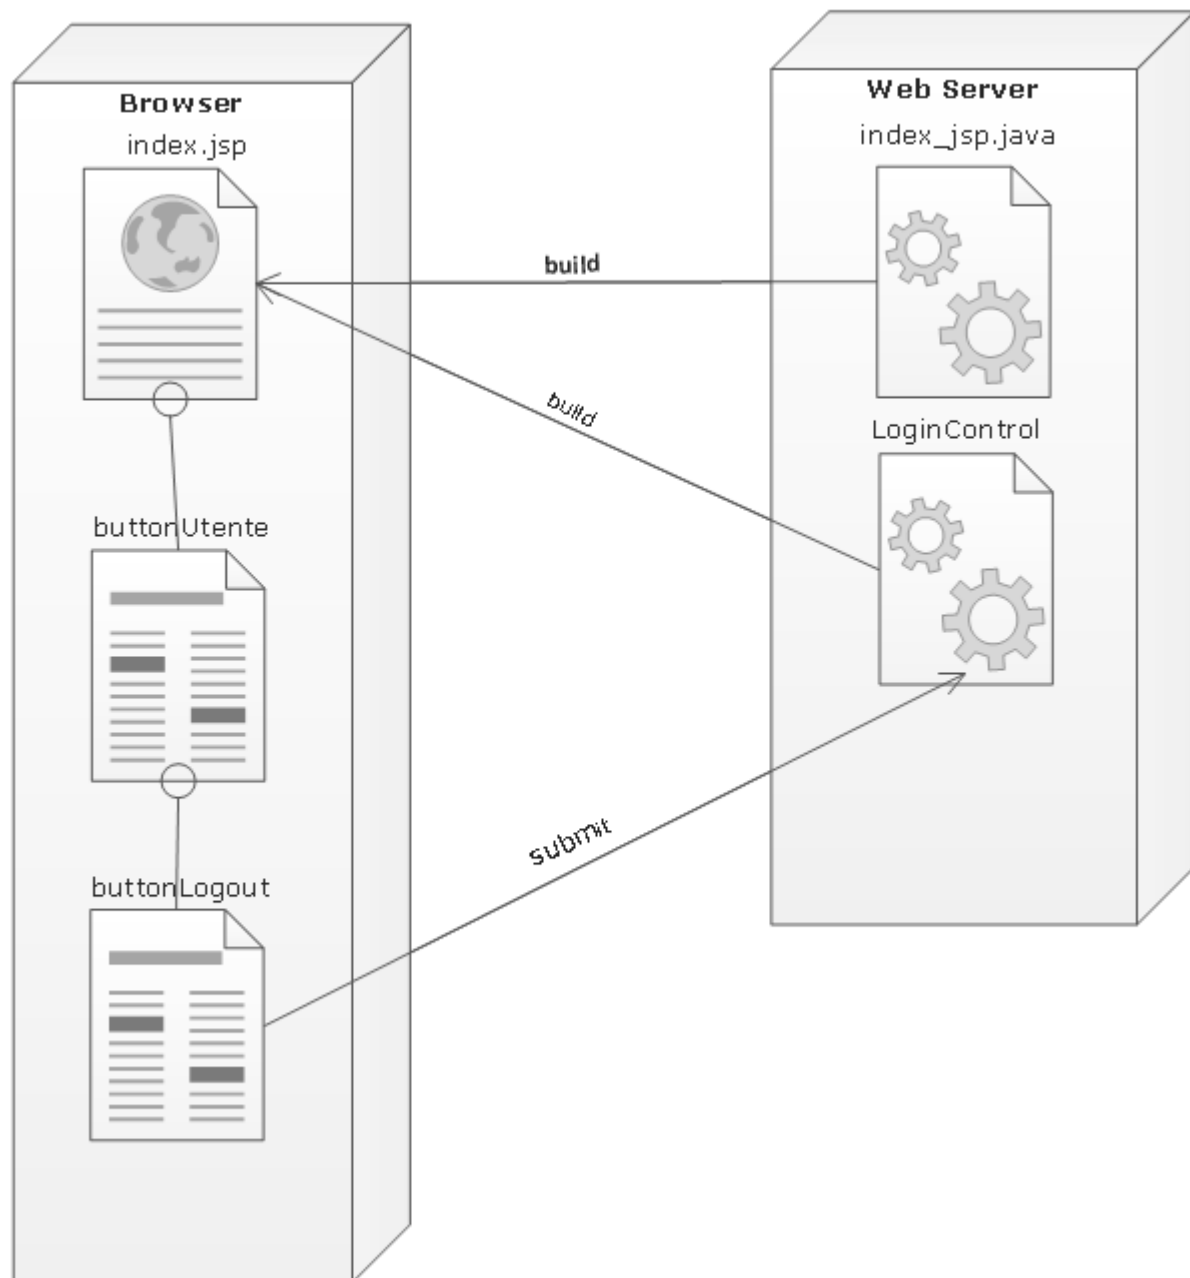 Browser
index.jsp
buttonUtente
buttonLogout
build
build
submit
Web Server
index_jsp.java
LoginControl